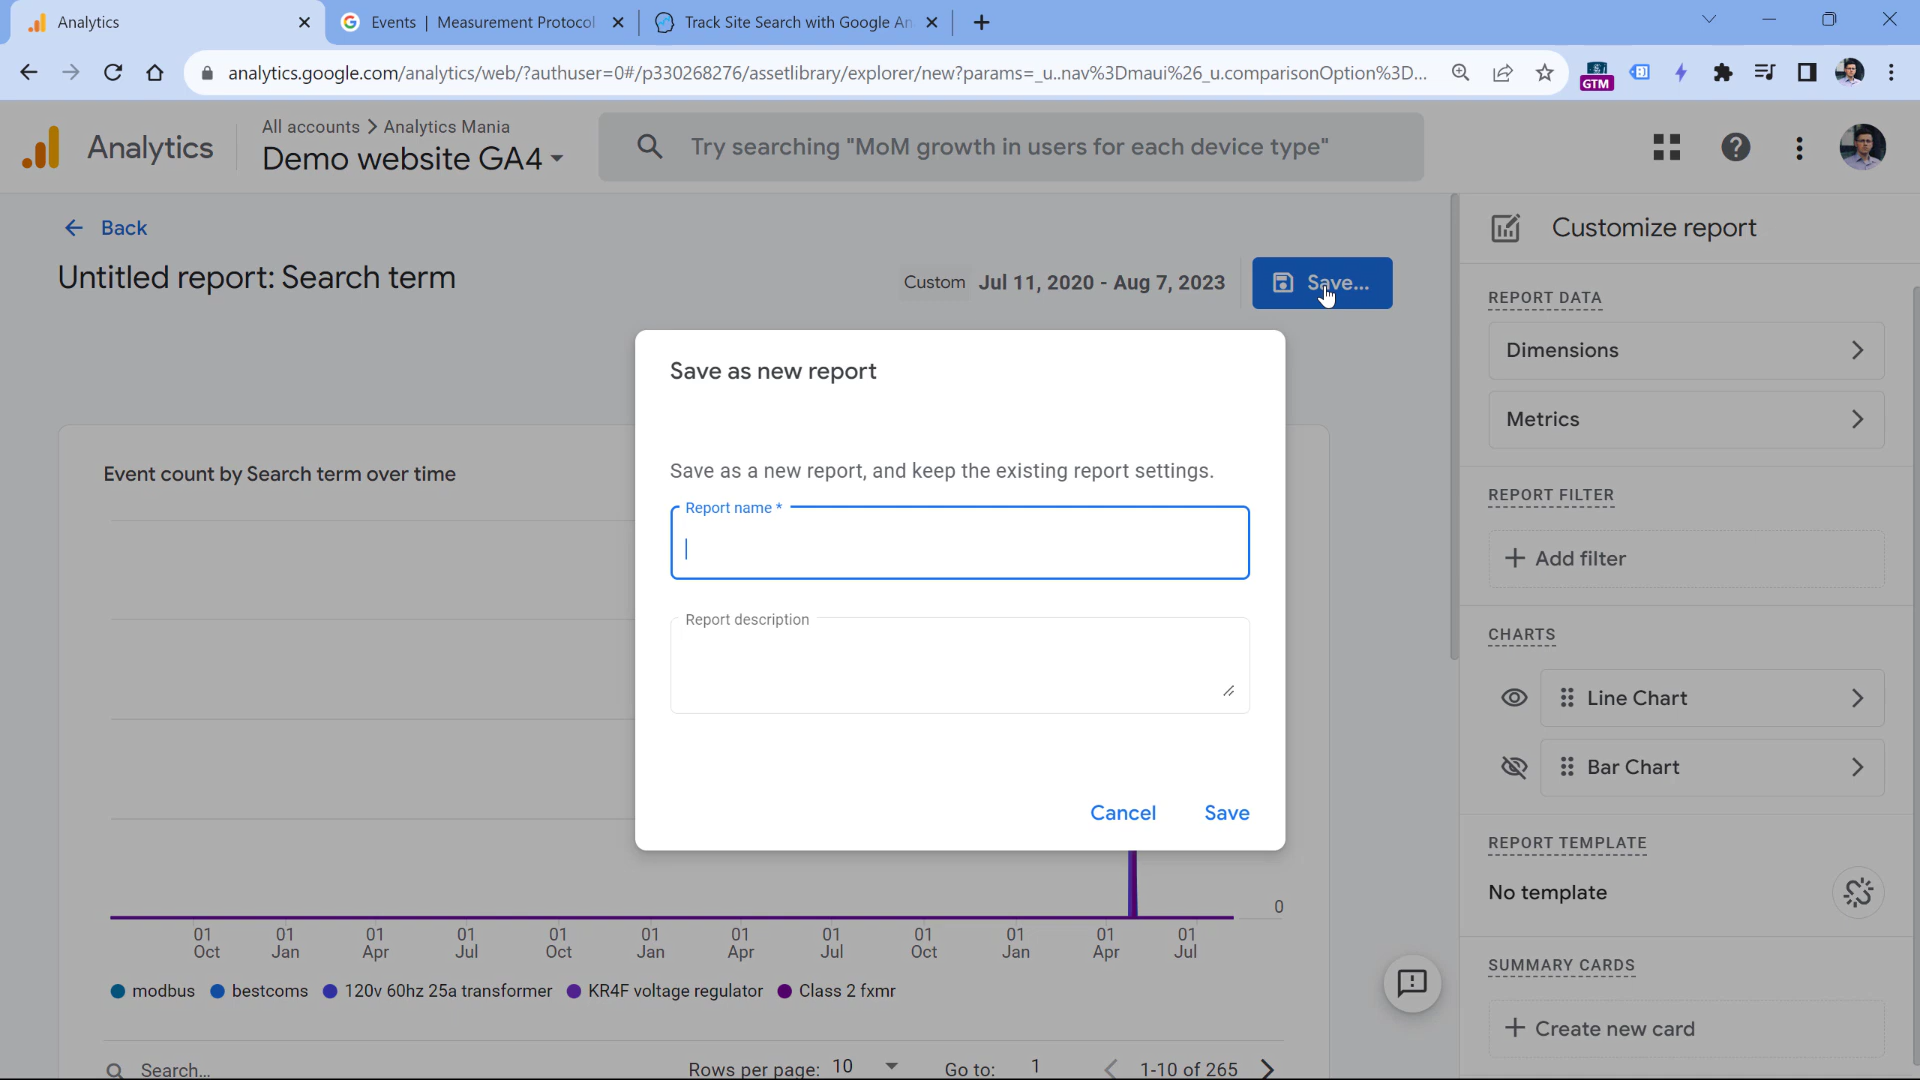 Analytics
Events | Measurement Protocol
Track Site Search with Google An
analytics.google.com/analytics/web/?authuser=0#/p330268276/assetlibrary/explorer/new?params=_u..nav%3Dmaui%26_u.comparisonOption%3D...
GTM
Analytics
All accounts > Analytics Mania
Demo website GA4
Try searching "MoM growth in users for each device type"
Back
Untitled report: Search term
Custom Jul 11, 2020 - Aug 7, 2023
Save...
Customize report
REPORT DATA
Dimensions
Metrics
REPORT FILTER
+ Add filter
CHARTS
Line Chart
Bar Chart
REPORT TEMPLATE
No template
SUMMARY CARDS
+ Create new card
Save as new report
Save as a new report, and keep the existing report settings.
Report name *
Report description
Cancel
Save
Event count by Search term over time
0
01 Oct
01 Jan
01 Apr
01 Jul
01 Oct
01 Jan
01 Apr
01 Jul
01 Oct
01 Jan
01 Apr
01 Jul
modbus bestcoms 120v 60hz 25a transformer KR4F voltage regulator Class 2 fxmr
Search... Rows per page: 10 Go to: 1 1-10 of 265